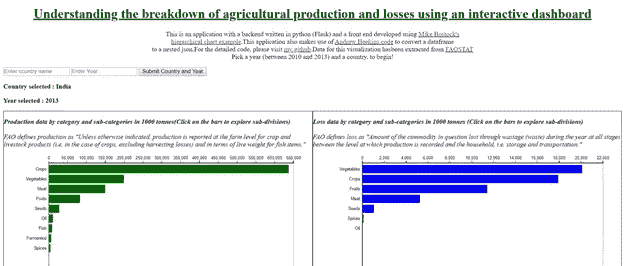 Understanding the breakdown of agricultural production and losses using an interactive dashboard
This is an application with a backend written in python (Flask) and a front end developed using Mike Bostock's
hierarchical chart example.This application also makes use of Andrew Berkins code to convert a dataframe
to a nested json.For the detailed code, please visit my github.Data for this visualization hasbeen extracted from FAOSTAT
Pick a year (between 2010 and 2013) and a country, to begin!
Enter country name Enter Year Submit Country and Year
Country selected : India
Year selected : 2013
Production data by category and sub-categories in 1000 tonnes(Click on the bars to explore sub-divisions)
FAO defines production as "Unless otherwise indicated, production is reported at the farm level for crop and
livestock products (i.e. in the case of crops, excluding harvesting losses) and in terms of live weight for fish items."
0 50,000 100,000 150,000 200,000 250,000 300,000 350,000 400,000 450,000 500,000 550,000 600,000 650,000
Crops
Vegetables
Meat
Fruits
Seeds
Oil
Fish
Fermented
Spices
Loss data by category and sub-categories in 1000 tonnes (Click on the bars to explore sub-divisions)
FAO defines loss as "Amount of the commodity in question lost through wastage (waste) during the year at all stages
between the level at which production is recorded and the household, i.e. storage and transportation."
0 2,000 4,000 6,000 8,000 10,000 12,000 14,000 16,000 18,000 20,000 22,000
Vegetables
Crops
Fruits
Meat
Seeds
Spices
Oil